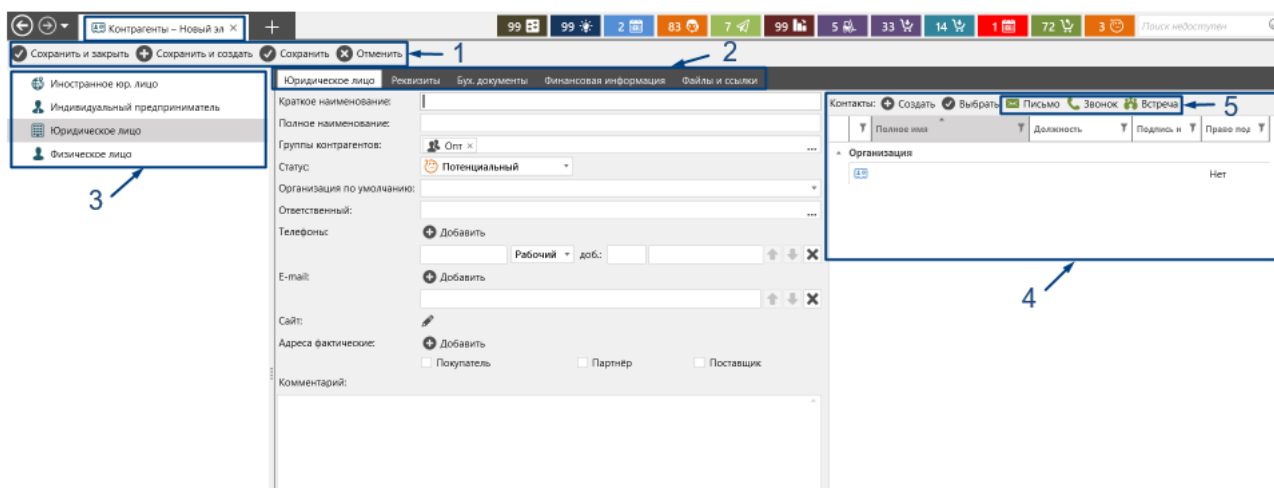 Контрагенты – Новый эл × +
99 99 2 83 7 99 5 33 14 1 72 3 Поиск недоступен
Сохранить и закрыть Сохранить и создать Сохранить Отменить 1 2
Иностранное юр. лицо
Индивидуальный предприниматель
Юридическое лицо
Физическое лицо
3
Юридическое лицо Реквизиты Бух. документы Финансовая информация Файлы и ссылки
Краткое наименование:
Полное наименование:
Группы контрагентов: Опт × ...
Статус: Потенциальный
Организация по умолчанию:
Ответственный: ...
Телефоны: Добавить
Рабочий доб.:
E-mail: Добавить
Сайт:
Адреса фактические: Добавить
Покупатель Партнёр Поставщик
Комментарий:
Контакты: Создать Выбрать Письмо Звонок Встреча 5
Полное имя Должность Подпись н Право под
Организация
Нет
4